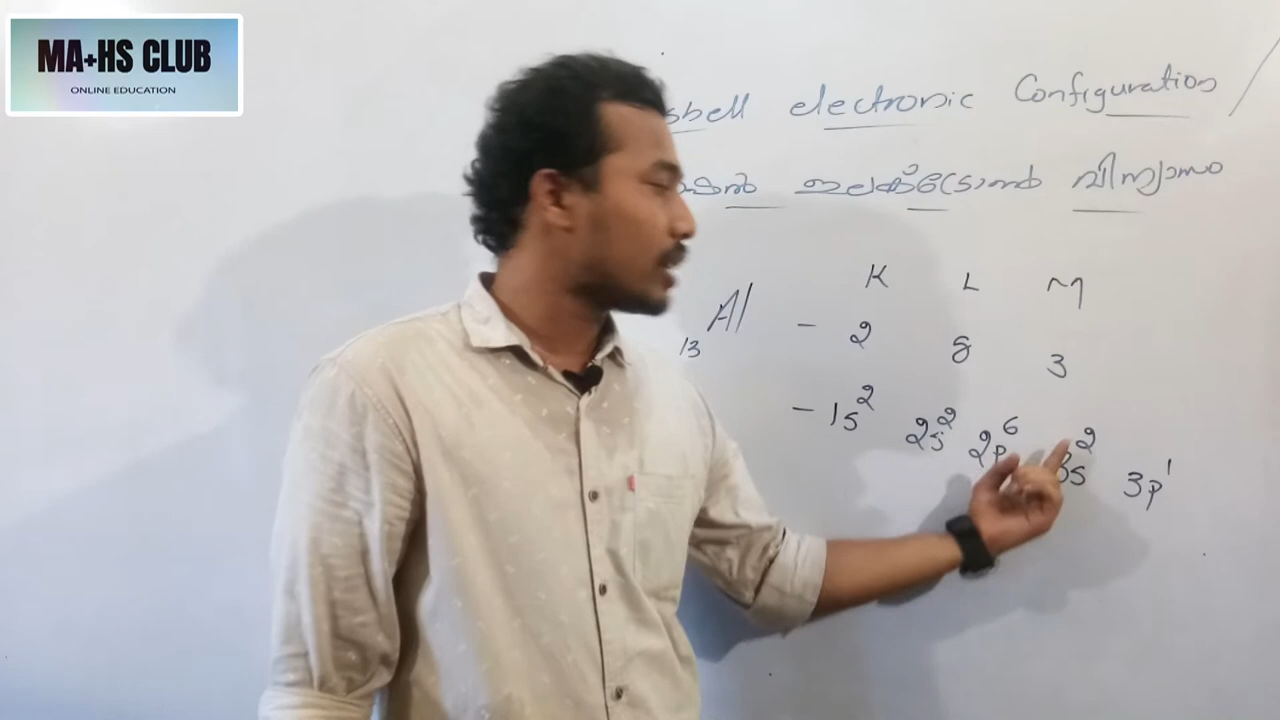 MA+HS CLUB
ONLINE EDUCATION
shell electronic Configuration /
ഇലക്ട്രോൺ വിന്യാസം
K L M
13 Al - 2 8 3
- 1s² 2s² 2p⁶ 3s² 3p¹